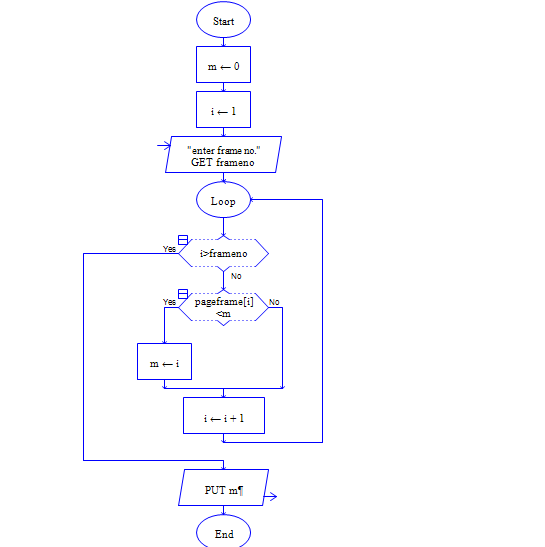 Start
m ← 0
i ← 1
"enter frame no."
GET frameno
Loop
Yes
i>frameno
No
Yes
pageframe[i]
<m
No
m ← i
i ← i + 1
PUT m¶
End